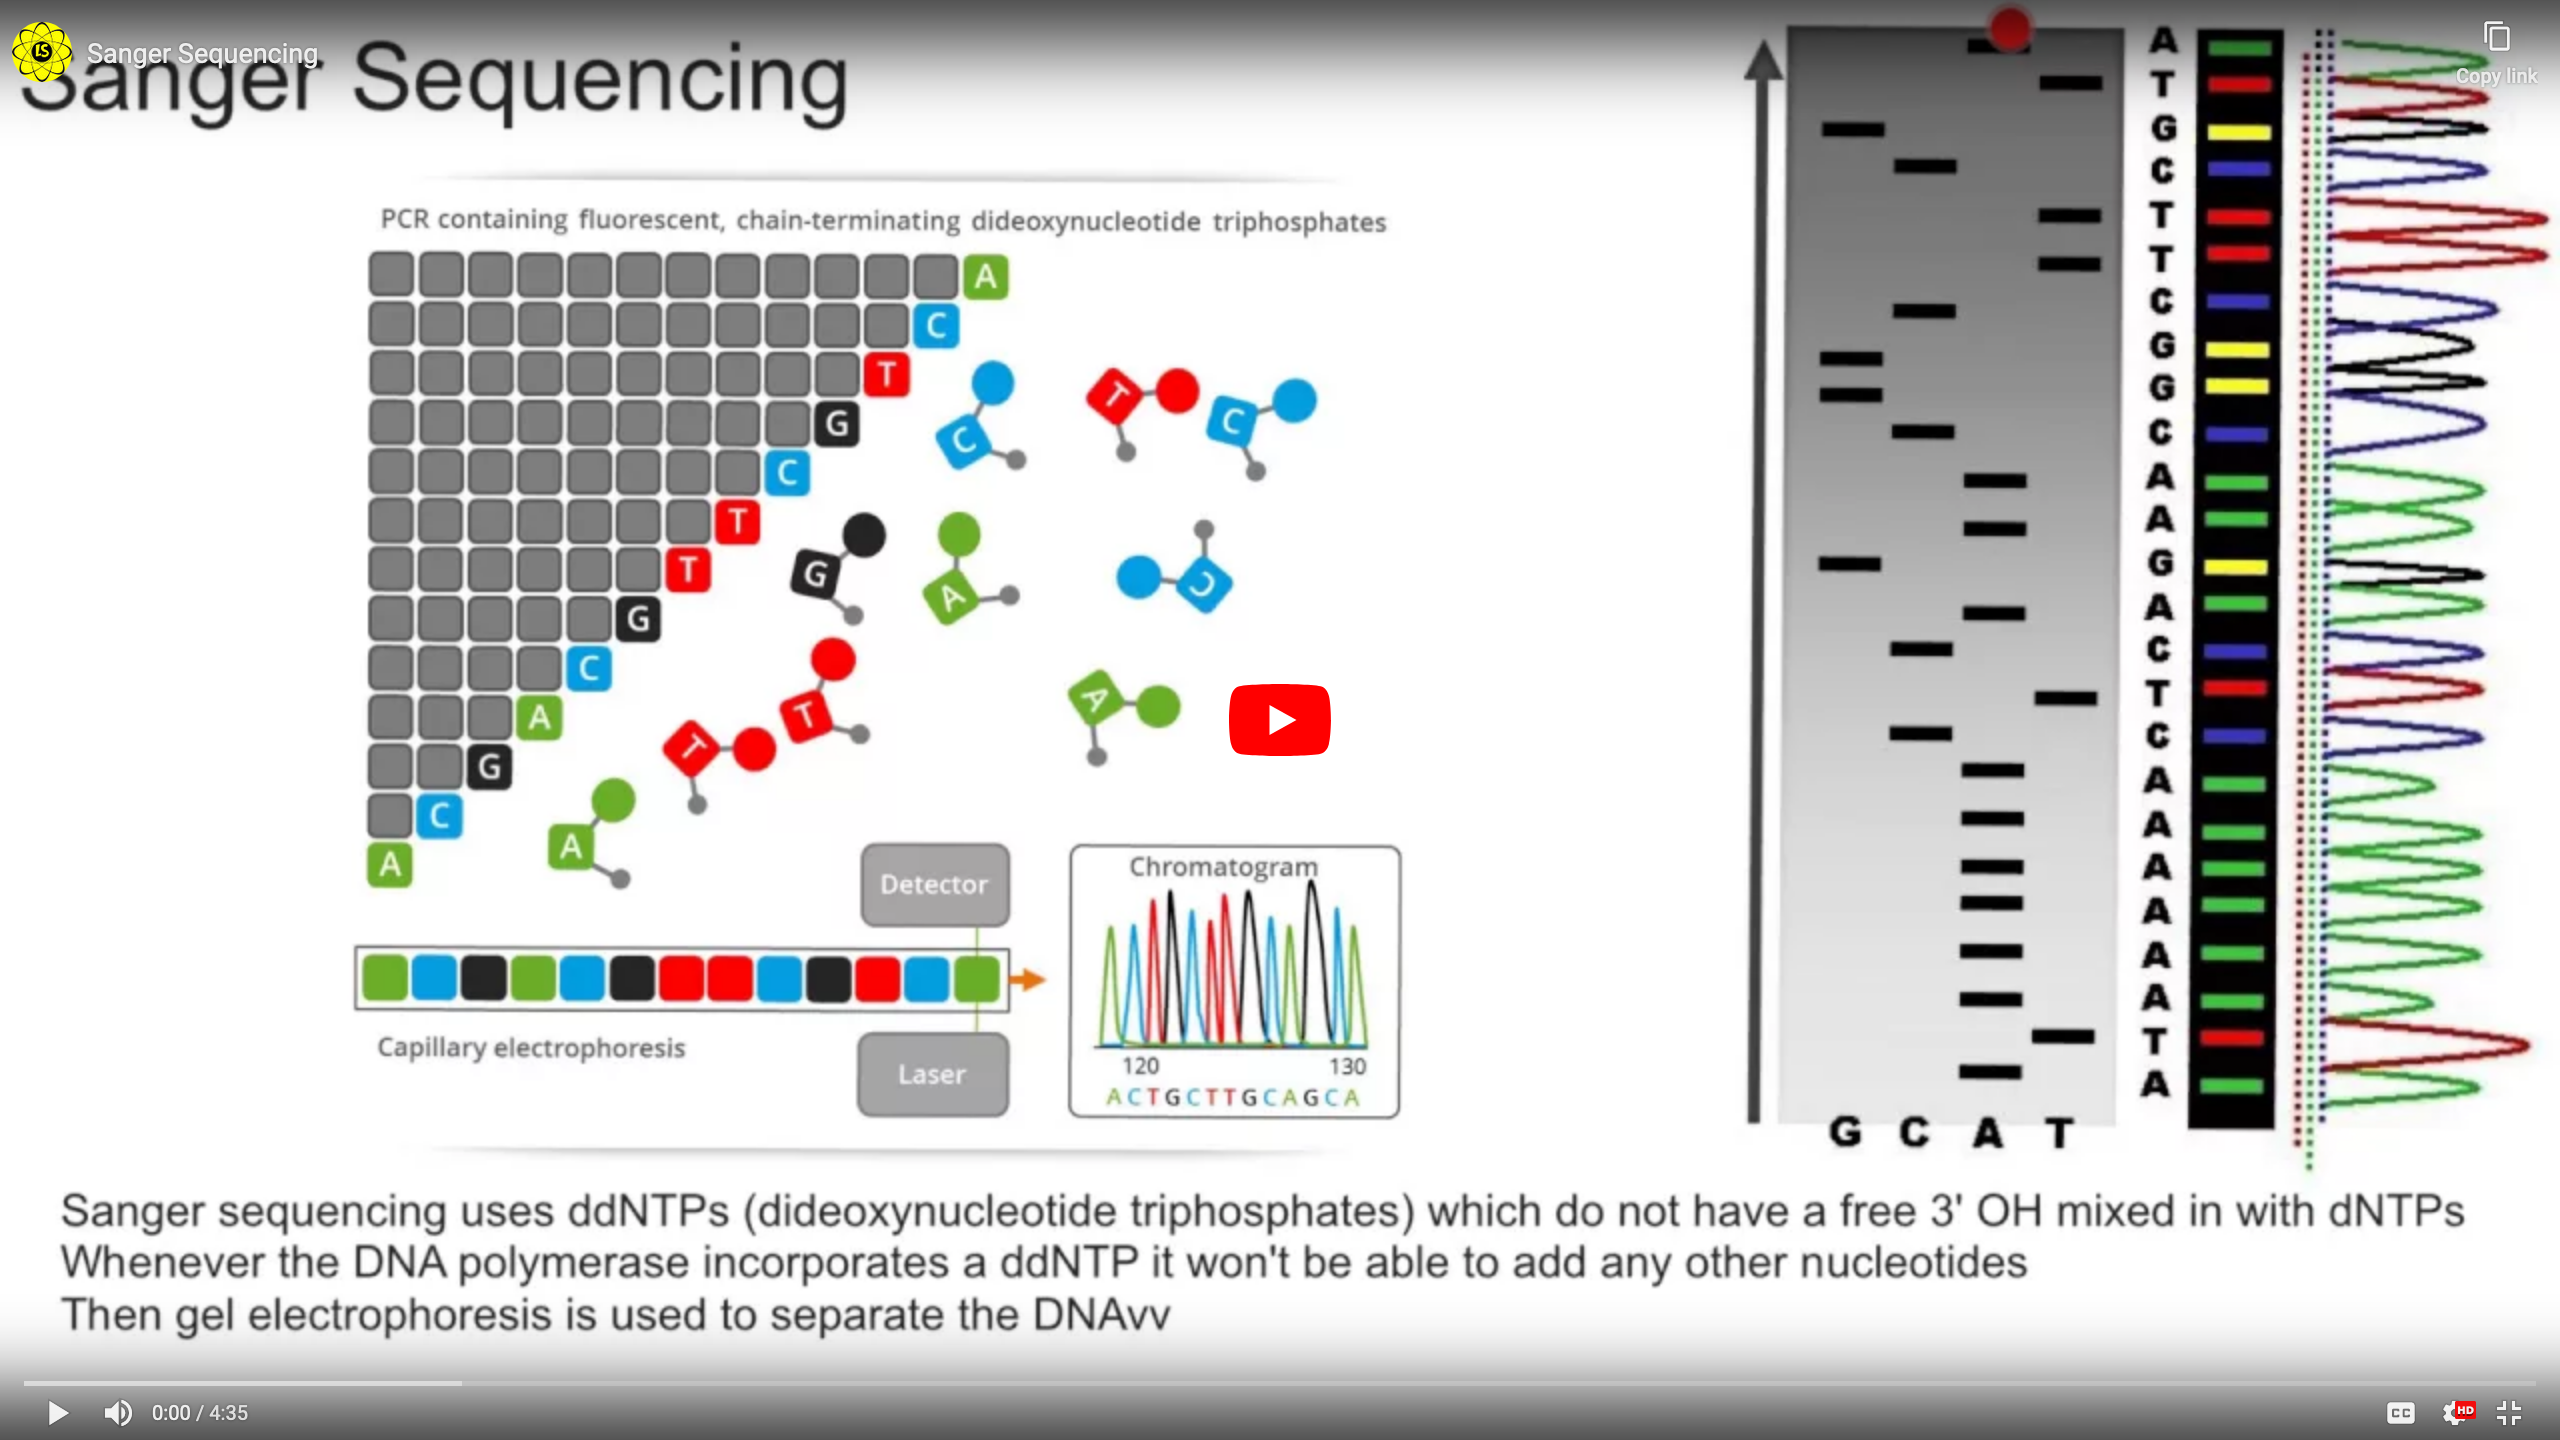 Sanger Sequencing
Copy link
Sanger Sequencing
PCR containing fluorescent, chain-terminating dideoxynucleotide triphosphates
A
C
T
G
C
T
T
G
C
A
G
C
A
C
T
C
G
A
C
T
T
A
A
Detector
Capillary electrophoresis
Laser
Chromatogram
120 130
A C T G C T T G C A G C A
A
T
G
C
T
T
C
G
G
C
A
A
G
A
C
T
C
A
A
A
A
A
A
T
A
G C A T
Sanger sequencing uses ddNTPs (dideoxynucleotide triphosphates) which do not have a free 3' OH mixed in with dNTPs
Whenever the DNA polymerase incorporates a ddNTP it won't be able to add any other nucleotides
Then gel electrophoresis is used to separate the DNAvv
0:00 / 4:35
CC
HD
LS